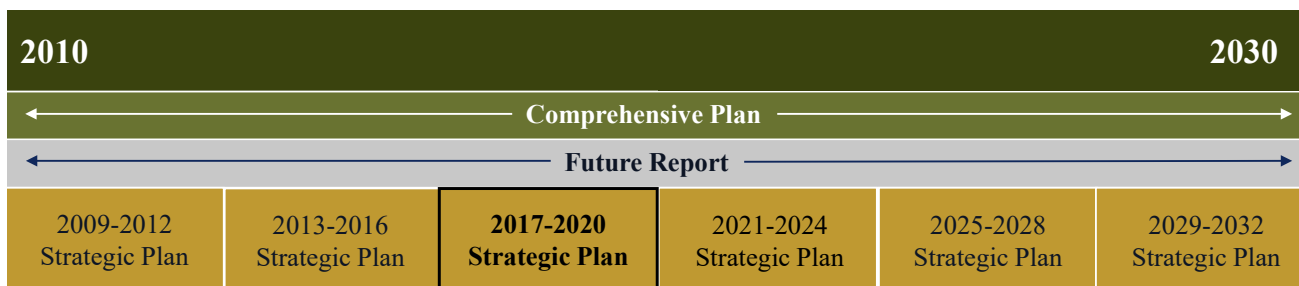 2010 2030
Comprehensive Plan
Future Report
2009-2012
Strategic Plan
2013-2016
Strategic Plan
2017-2020
Strategic Plan
2021-2024
Strategic Plan
2025-2028
Strategic Plan
2029-2032
Strategic Plan